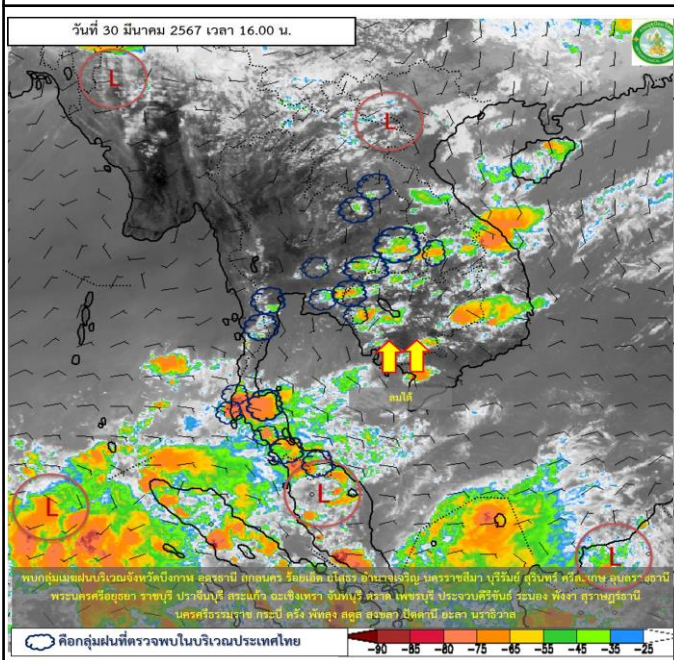 วันที่ 30 มีนาคม 2567 เวลา 16.00 น.
L
L
ลมใต้
L
L
L
พบกลุ่มเมฆฝนบริเวณจังหวัดบึงกาฬ อุดรธานี สกลนคร ร้อยเอ็ด ยโสธร อำนาจเจริญ นครราชสีมา บุรีรัมย์ สุรินทร์ ศรีสะเกษ อุบลราชธานี
พระนครศรีอยุธยา ราชบุรี ปราจีนบุรี สระแก้ว ฉะเชิงเทรา จันทบุรี ตราด เพชรบุรี ประจวบคีรีขันธ์ ระนอง พังงา สุราษฎร์ธานี
นครศรีธรรมราช กระบี่ ตรัง พัทลุง สตูล สงขลา ปัตตานี ยะลา นราธิวาส
คือกลุ่มฝนที่ตรวจพบในบริเวณประเทศไทย
-90 -85 -80 -75 -65 -55 -45 -35 -25